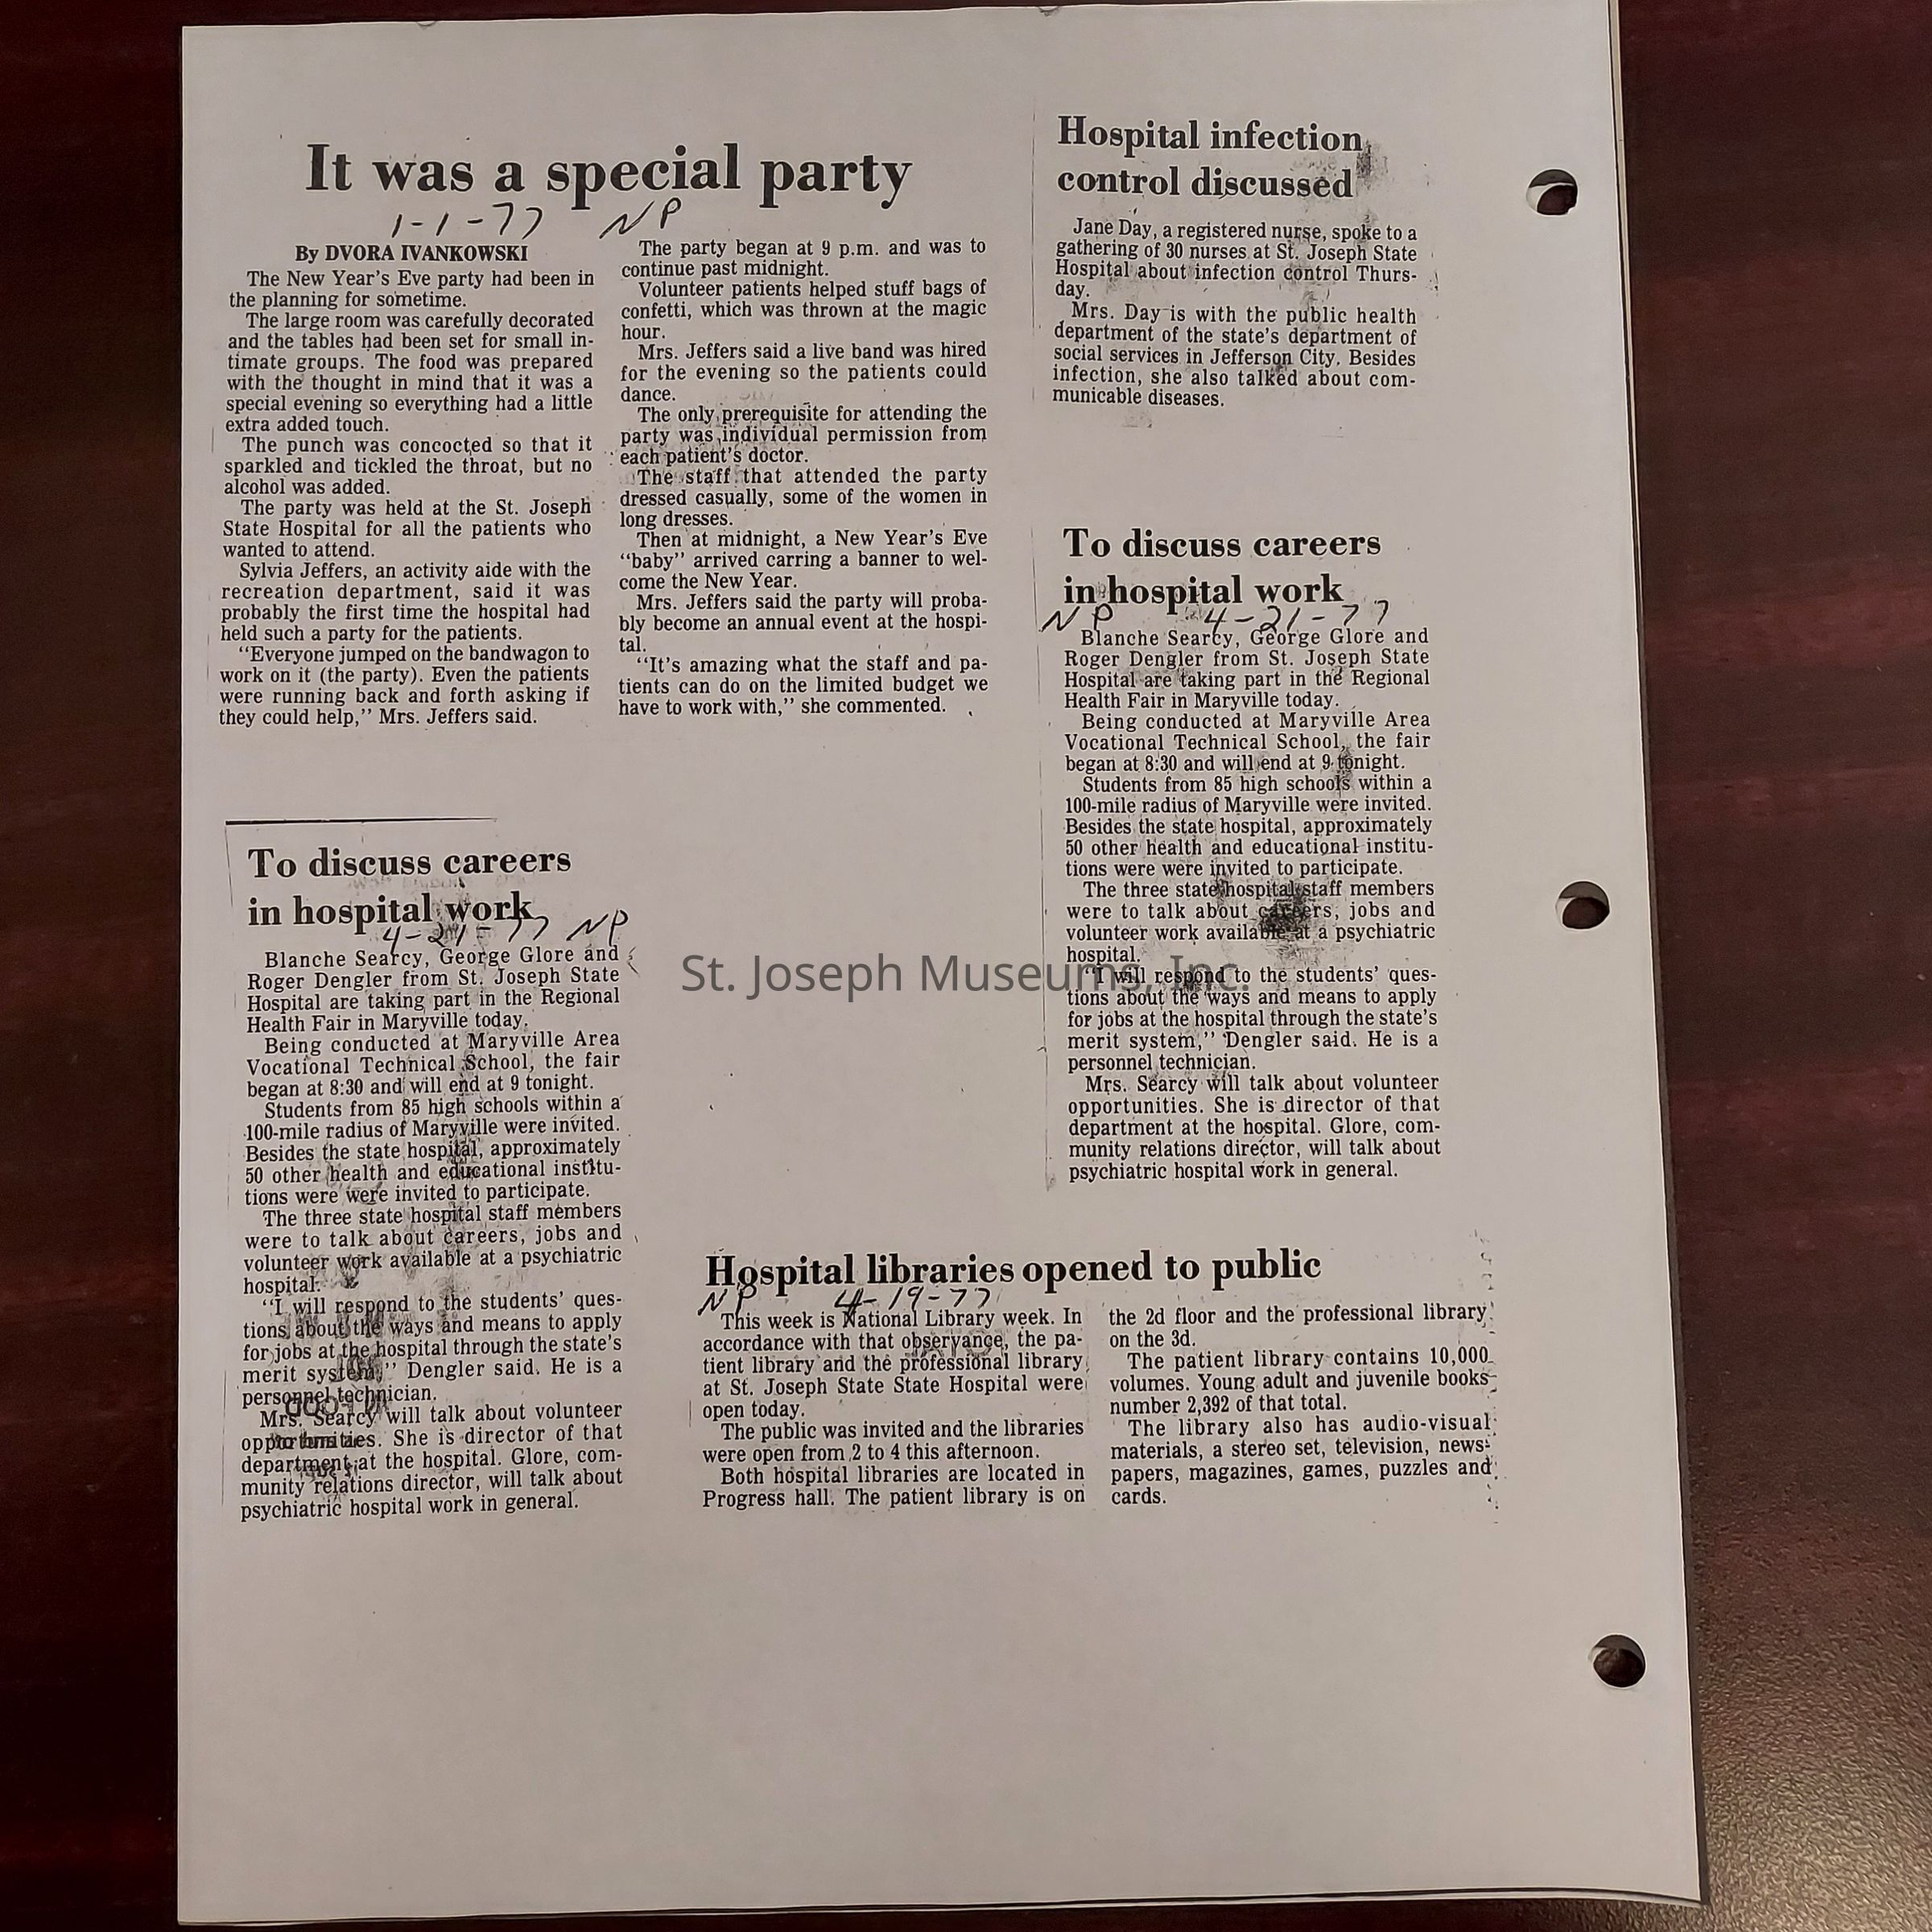 It was a special party
1-1-77 NP
By DVORA IVANKOWSKI
The New Year's Eve party had been in
the planning for sometime.
The large room was carefully decorated
and the tables had been set for small in-
timate groups. The food was prepared
with the thought in mind that it was a
special evening so everything had a little
extra added touch.
The punch was concocted so that it
sparkled and tickled the throat, but no
alcohol was added.
The party was held at the St. Joseph
State Hospital for all the patients who
wanted to attend.
Sylvia Jeffers, an activity aide with the
recreation department, said it was
probably the first time the hospital had
held such a party for the patients.
"Everyone jumped on the bandwagon to
work on it (the party). Even the patients
were running back and forth asking if
they could help," Mrs. Jeffers said.
The party began at 9 p.m. and was to
continue past midnight.
Volunteer patients helped stuff bags of
confetti, which was thrown at the magic
hour.
Mrs. Jeffers said a live band was hired
for the evening so the patients could
dance.
The only prerequisite for attending the
party was individual permission from
each patient's doctor.
The staff that attended the party
dressed casually, some of the women in
long dresses.
Then at midnight, a New Year's Eve
"baby" arrived carring a banner to wel-
come the New Year.
Mrs. Jeffers said the party will proba-
bly become an annual event at the hospi-
tal.
"It's amazing what the staff and pa-
tients can do on the limited budget we
have to work with," she commented.
Hospital infection
control discussed
Jane Day, a registered nurse, spoke to a
gathering of 30 nurses at St. Joseph State
Hospital about infection control Thurs-
day.
Mrs. Day is with the public health
department of the state's department of
social services in Jefferson City. Besides
infection, she also talked about com-
municable diseases.
To discuss careers
in hospital work
NP 4-21-77
Blanche Searcy, George Glore and
Roger Dengler from St. Joseph State
Hospital are taking part in the Regional
Health Fair in Maryville today.
Being conducted at Maryville Area
Vocational Technical School, the fair
began at 8:30 and will end at 9 tonight.
Students from 85 high schools within a
100-mile radius of Maryville were invited.
Besides the state hospital, approximately
50 other health and educational institu-
tions were were invited to participate.
The three state hospital staff members
were to talk about careers, jobs and
volunteer work available at a psychiatric
hospital.
"I will respond to the students' ques-
tions about the ways and means to apply
for jobs at the hospital through the state's
merit system," Dengler said. He is a
personnel technician.
Mrs. Searcy will talk about volunteer
opportunities. She is director of that
department at the hospital. Glore, com-
munity relations director, will talk about
psychiatric hospital work in general.
To discuss careers
in hospital work
4-21-77 NP
Blanche Searcy, George Glore and
Roger Dengler from St. Joseph State
Hospital are taking part in the Regional
Health Fair in Maryville today.
Being conducted at Maryville Area
Vocational Technical School, the fair
began at 8:30 and will end at 9 tonight.
Students from 85 high schools within a
100-mile radius of Maryville were invited.
Besides the state hospital, approximately
50 other health and educational institu-
tions were were invited to participate.
The three state hospital staff members
were to talk about careers, jobs and
volunteer work available at a psychiatric
hospital.
"I will respond to the students' ques-
tions about the ways and means to apply
for jobs at the hospital through the state's
merit system," Dengler said. He is a
personnel technician.
Mrs. Searcy will talk about volunteer
opportunities. She is director of that
department at the hospital. Glore, com-
munity relations director, will talk about
psychiatric hospital work in general.
St. Joseph Museums, Inc.
Hospital libraries opened to public
NP 4-19-77
This week is National Library week. In
accordance with that observance, the pa-
tient library and the professional library
at St. Joseph State State Hospital were
open today.
The public was invited and the libraries
were open from 2 to 4 this afternoon.
Both hospital libraries are located in
Progress hall. The patient library is on
the 2d floor and the professional library
on the 3d.
The patient library contains 10,000
volumes. Young adult and juvenile books
number 2,392 of that total.
The library also has audio-visual
materials, a stereo set, television, news-
papers, magazines, games, puzzles and
cards.